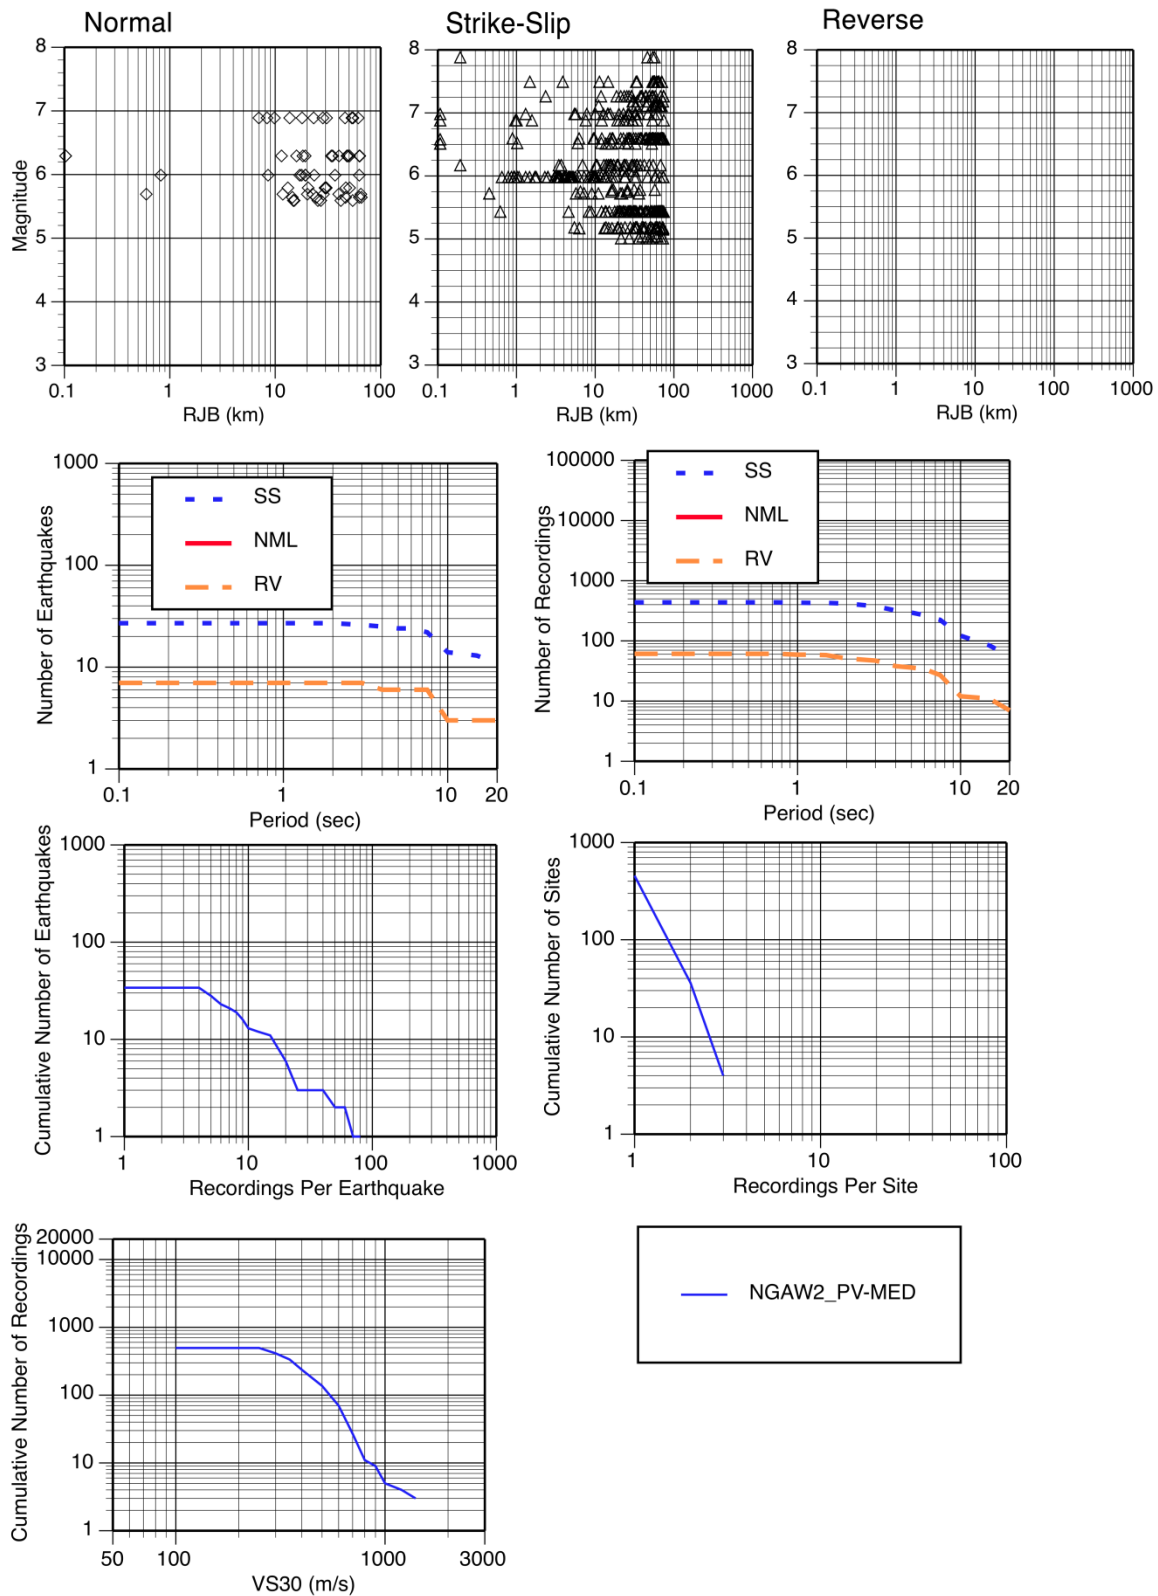 Normal
Strike-Slip
Reverse
8
7
6
5
4
3
Magnitude
0.1 1 10 100
RJB (km)
8
7
6
5
4
3
0.1 1 10 100 1000
RJB (km)
8
7
6
5
4
3
0.1 1 10 100 1000
RJB (km)
1000
100
10
1
Number of Earthquakes
SS
NML
RV
0.1 1 10 20
Period (sec)
100000
10000
1000
100
10
1
Number of Recordings
SS
NML
RV
0.1 1 10 20
Period (sec)
1000
100
10
1
Cumulative Number of Earthquakes
1 10 100 1000
Recordings Per Earthquake
1000
100
10
1
Cumulative Number of Sites
1 10 100
Recordings Per Site
20000
10000
1000
100
10
1
Cumulative Number of Recordings
50 100 1000 3000
VS30 (m/s)
NGAW2_PV-MED